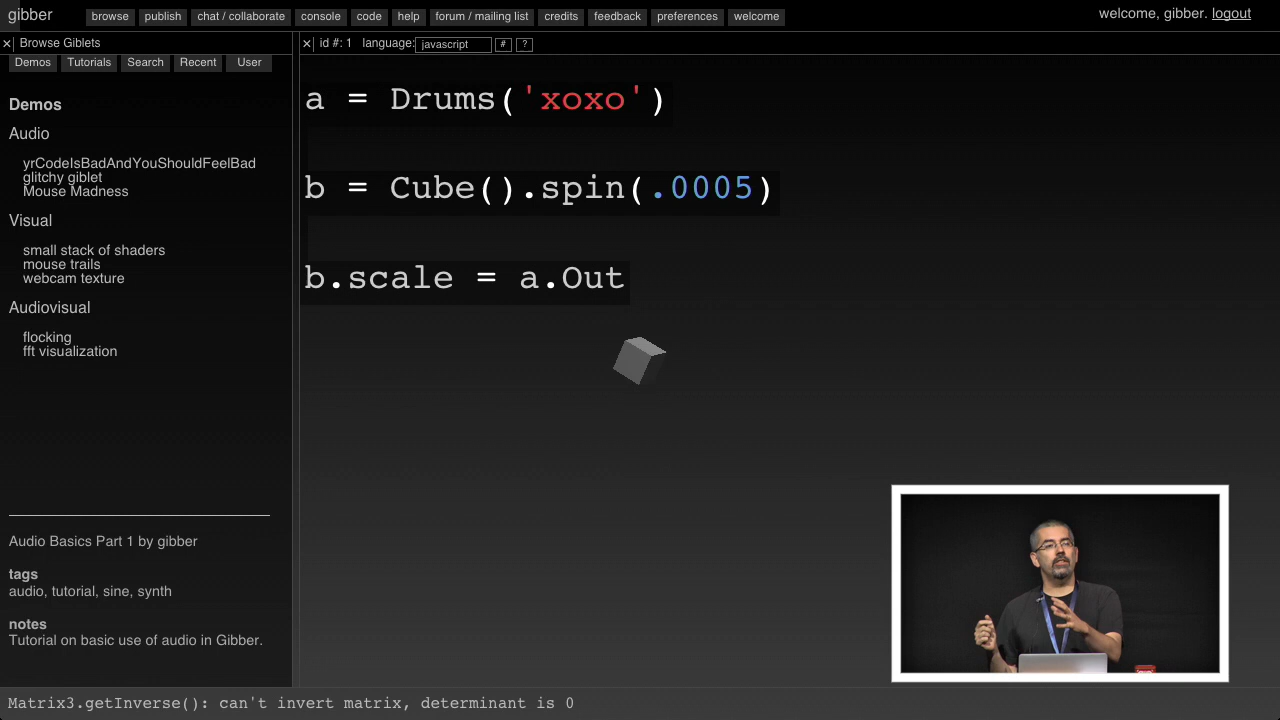 gibber browse publish chat / collaborate console code help forum / mailing list credits feedback preferences welcome welcome, gibber. logout
× Browse Giblets
Demos Tutorials Search Recent User
Demos
Audio
yrCodeIsBadAndYouShouldFeelBad
glitchy giblet
Mouse Madness
Visual
small stack of shaders
mouse trails
webcam texture
Audiovisual
flocking
fft visualization
Audio Basics Part 1 by gibber
tags
audio, tutorial, sine, synth
notes
Tutorial on basic use of audio in Gibber.
× id #: 1 language: javascript # ?
a = Drums('xoxo')
b = Cube().spin(.0005)
b.scale = a.Out
Matrix3.getInverse(): can't invert matrix, determinant is 0